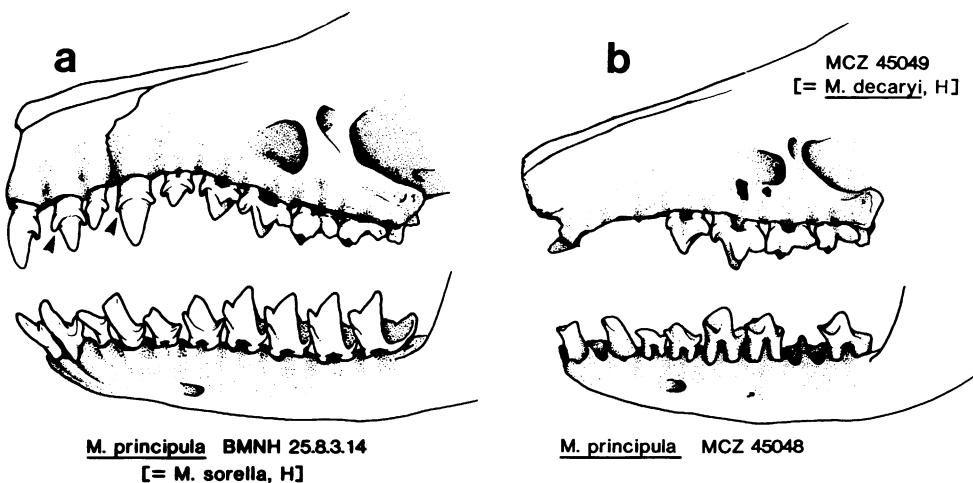 a
b
MCZ 45049
[= M. decaryi, H]
M. principula BMNH 25.8.3.14
[= M. sorella, H]
M. principula MCZ 45048